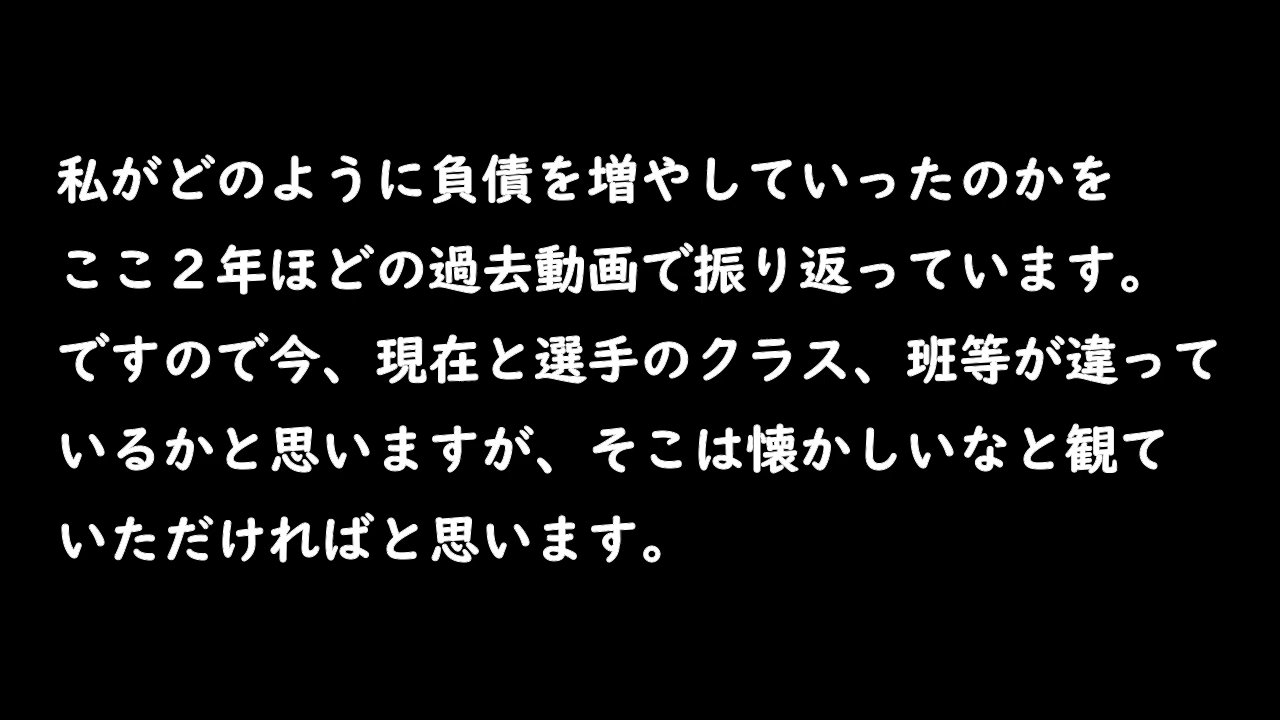 私がどのように負債を増やしていったのかを
ここ２年ほどの過去動画で振り返っています。
ですので今、現在と選手のクラス、班等が違って
いるかと思いますが、そこは懐かしいなと観て
いただければと思います。